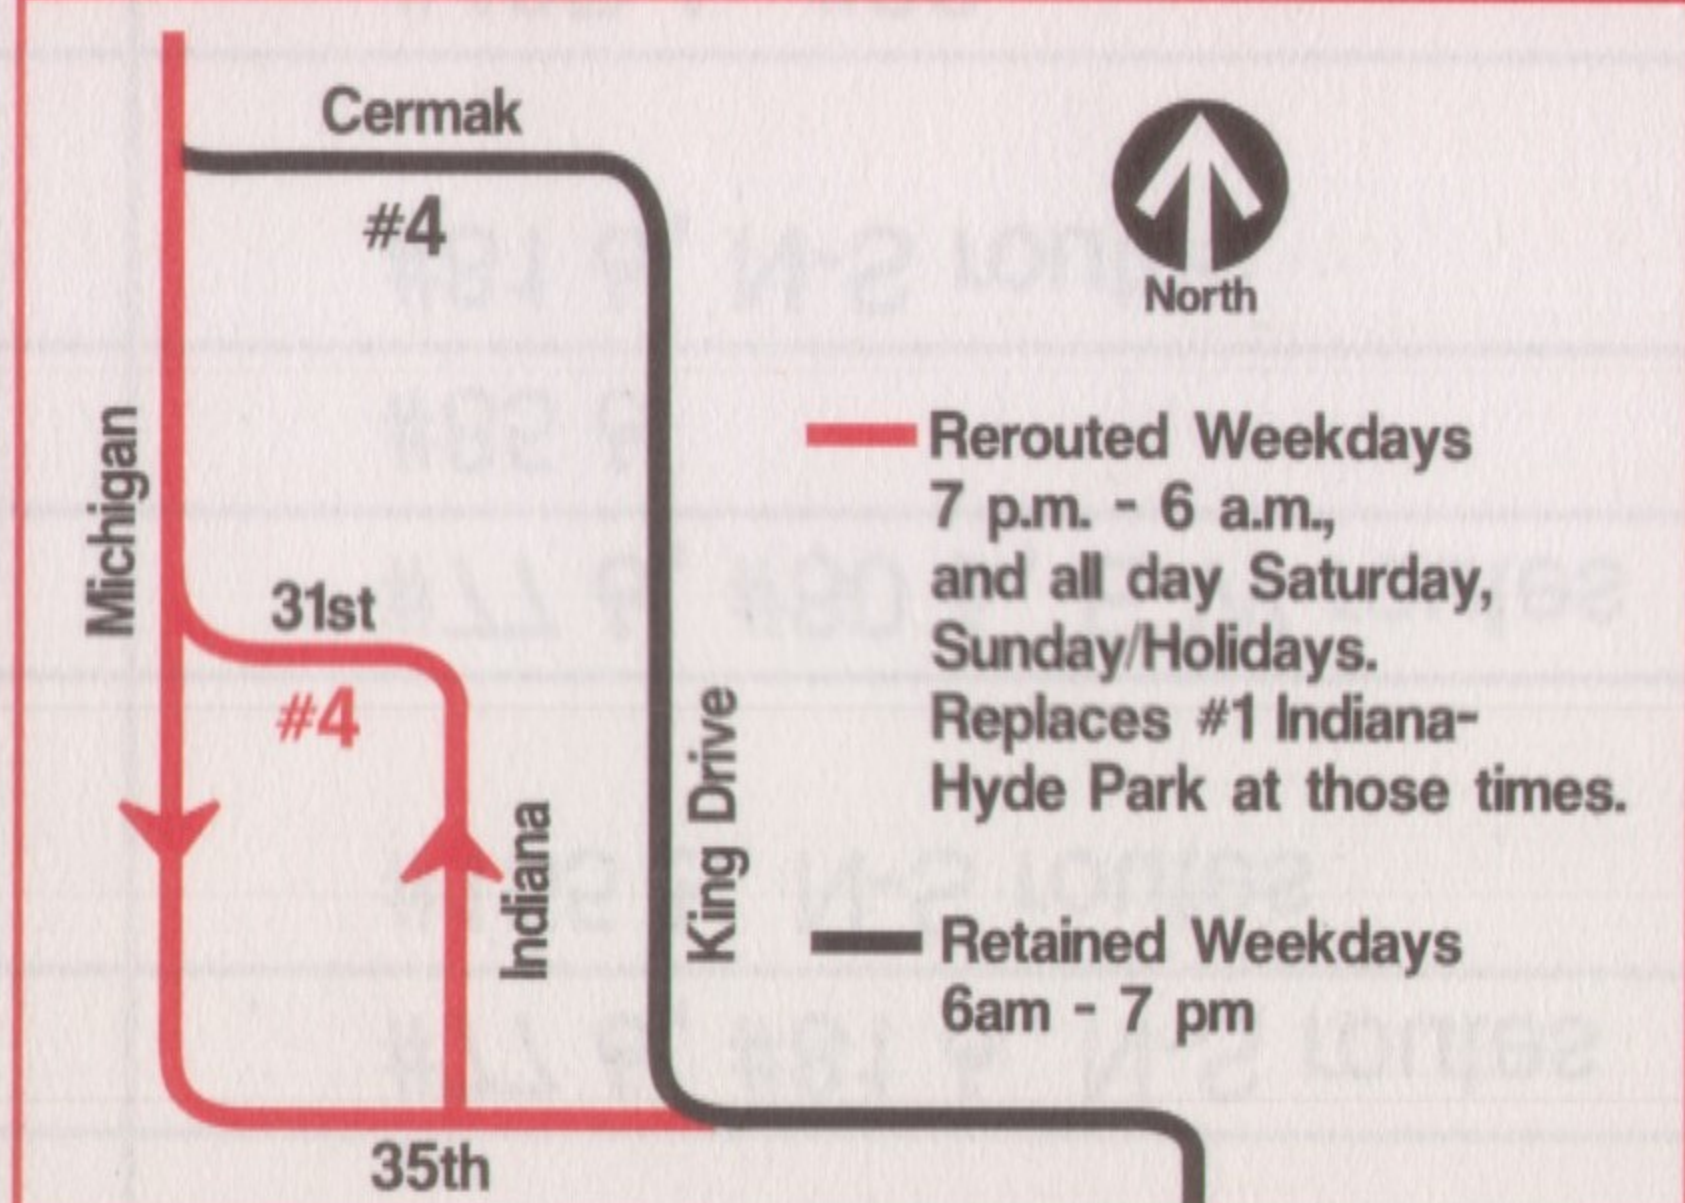 Cermak
#4
North
Michigan
31st
#4
Indiana
King Drive
35th
Rerouted Weekdays
7 p.m. - 6 a.m.,
and all day Saturday,
Sunday/Holidays.
Replaces #1 Indiana-
Hyde Park at those times.
Retained Weekdays
6am - 7 pm